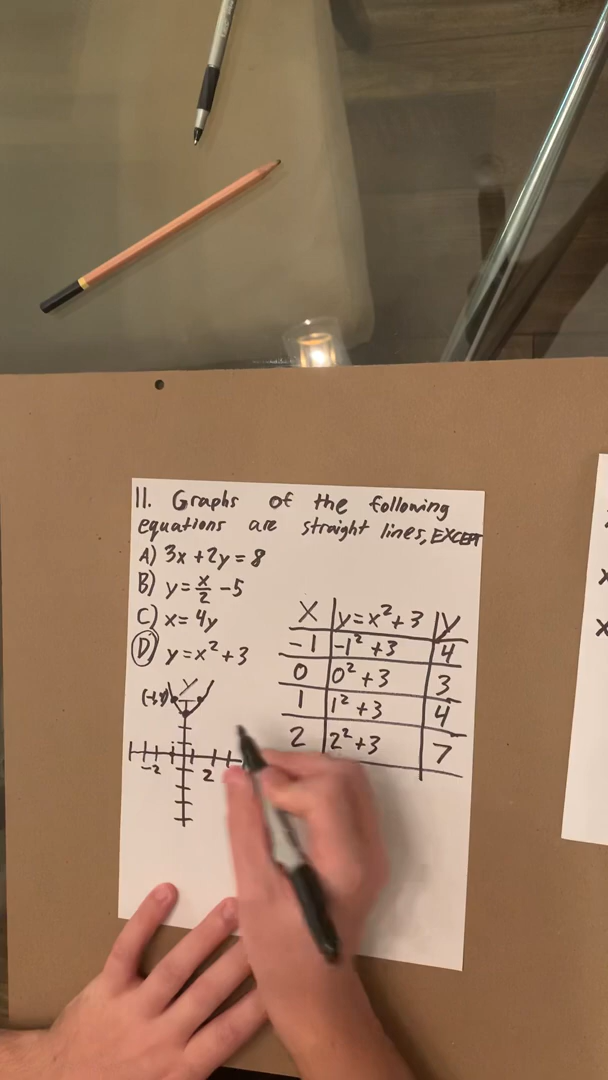 11. Graphs of the following
equations are straight lines, EXCEPT
A) 3x + 2y = 8
B) y = x/2 - 5
C) x = 4y
D) y = x² + 3
X y = x² + 3 Y
-1 -1² + 3 4
0 0² + 3 3
1 1² + 3 4
2 2² + 3 7
Y
-2 2
x
x